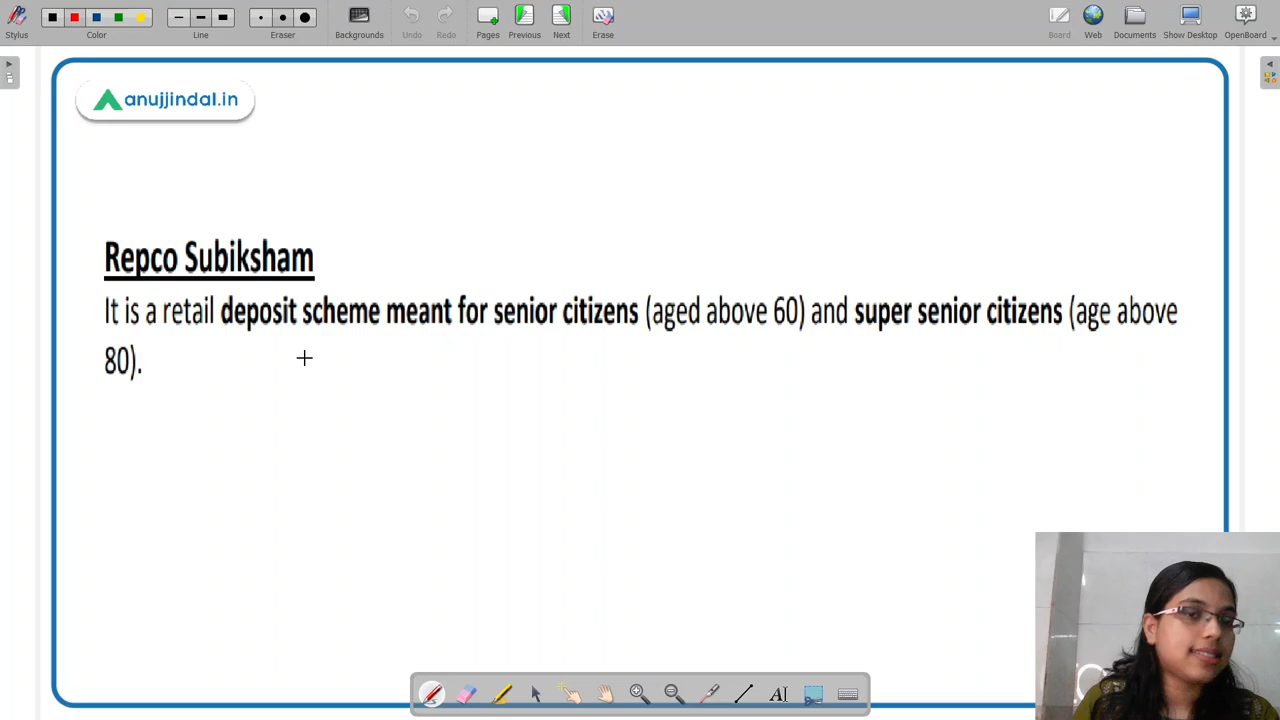 Stylus Color Line Eraser Backgrounds Undo Redo Pages Previous Next Erase Board Web Documents Show Desktop OpenBoard
anujjindal.in
Repco Subiksham
It is a retail deposit scheme meant for senior citizens (aged above 60) and super senior citizens (age above
80).